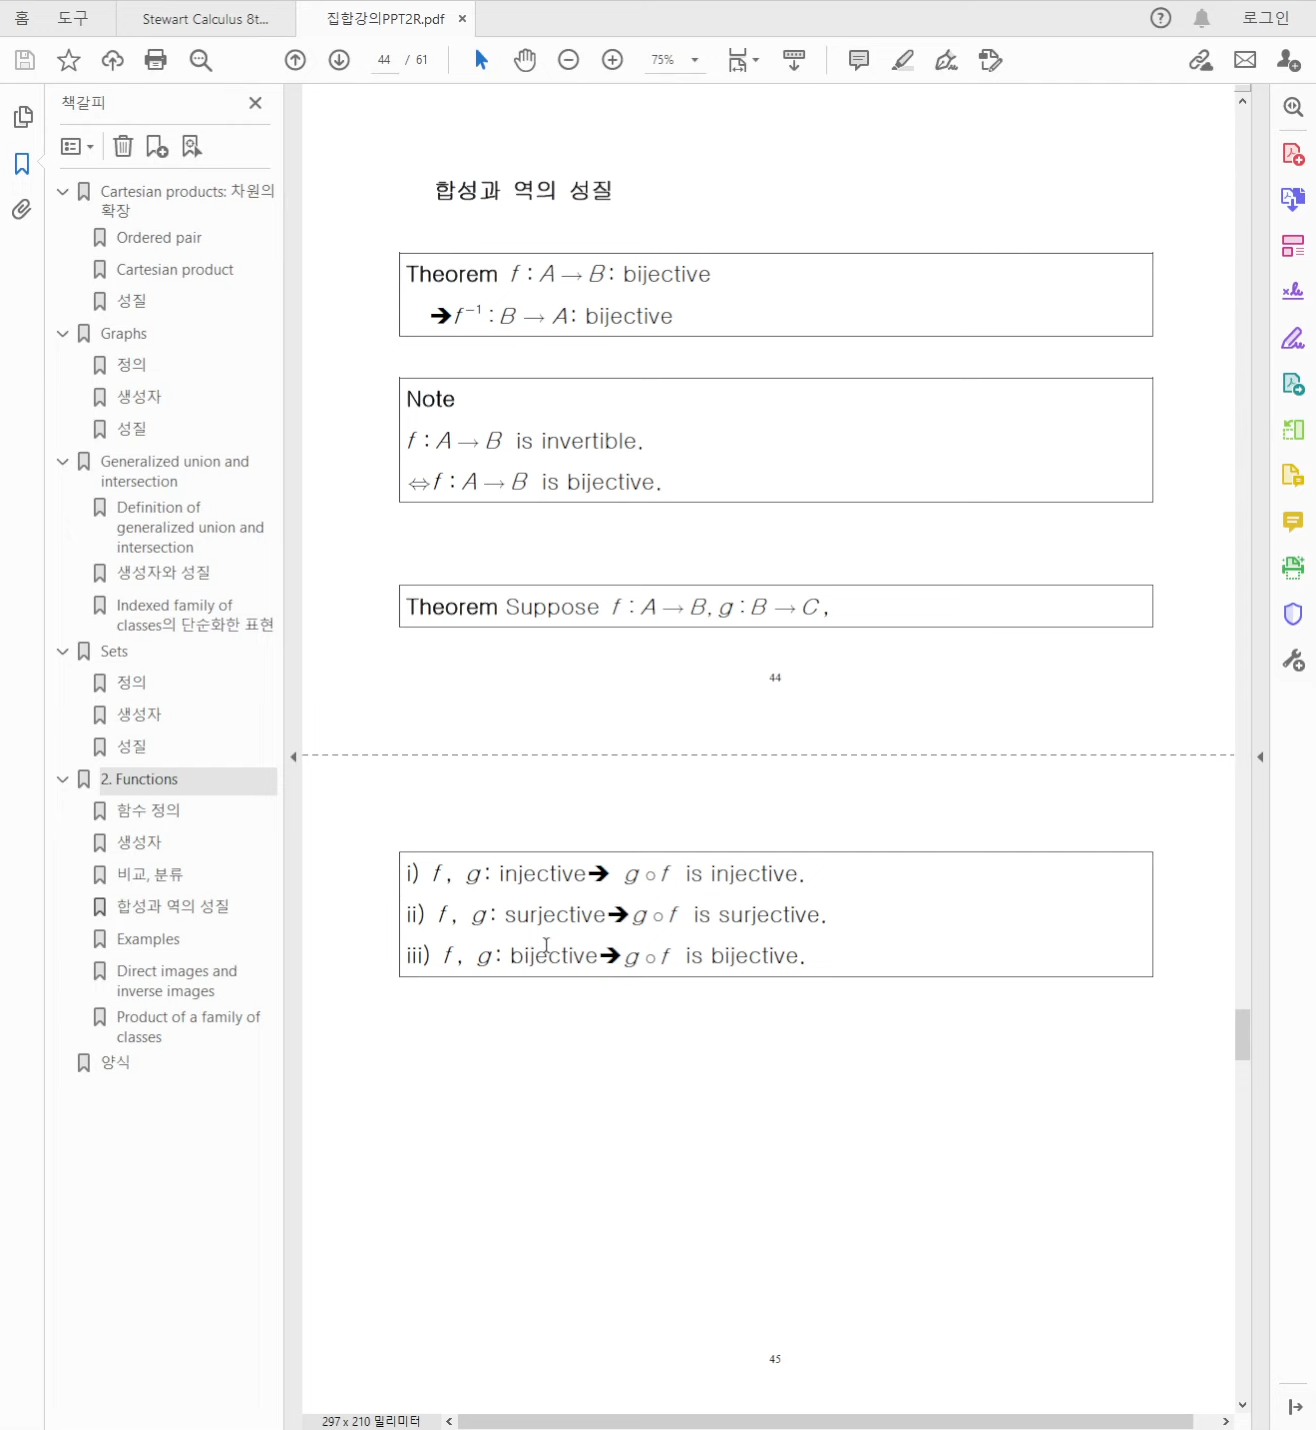 홈 도구 Stewart Calculus 8t... 집합강의PPT2R.pdf × 로그인
44 / 61 75%
책갈피
Cartesian products: 차원의
확장
Ordered pair
Cartesian product
성질
Graphs
정의
생성자
성질
Generalized union and
intersection
Definition of
generalized union and
intersection
생성자와 성질
Indexed family of
classes의 단순화한 표현
Sets
정의
생성자
성질
2. Functions
함수 정의
생성자
비교, 분류
합성과 역의 성질
Examples
Direct images and
inverse images
Product of a family of
classes
양식
합성과 역의 성질
Theorem f : A → B: bijective
➔f⁻¹ : B → A: bijective
Note
f : A → B is invertible.
⇔f : A → B is bijective.
Theorem Suppose f : A → B, g : B → C,
44
i) f, g: injective➔ g∘f is injective.
ii) f, g: surjective➔g∘f is surjective.
iii) f, g: bijective➔g∘f is bijective.
45
297 x 210 밀리미터